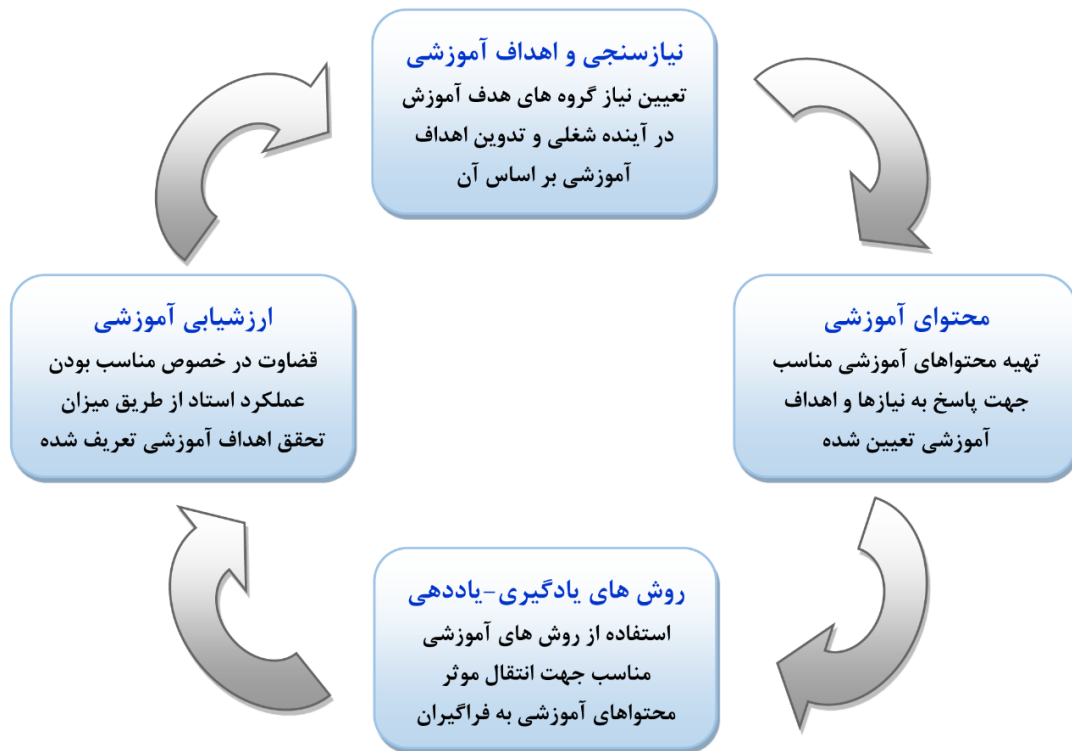 نیازسنجی و اهداف آموزشی
تعیین نیاز گروه های هدف آموزش
در آینده شغلی و تدوین اهداف
آموزشی بر اساس آن
محتوای آموزشی
تهیه محتواهای آموزشی مناسب
جهت پاسخ به نیازها و اهداف
آموزشی تعیین شده
روش های یادگیری-یاددهی
استفاده از روش های آموزشی
مناسب جهت انتقال موثر
محتواهای آموزشی به فراگیران
ارزشیابی آموزشی
قضاوت در خصوص مناسب بودن
عملکرد استاد از طریق میزان
تحقق اهداف آموزشی تعریف شده